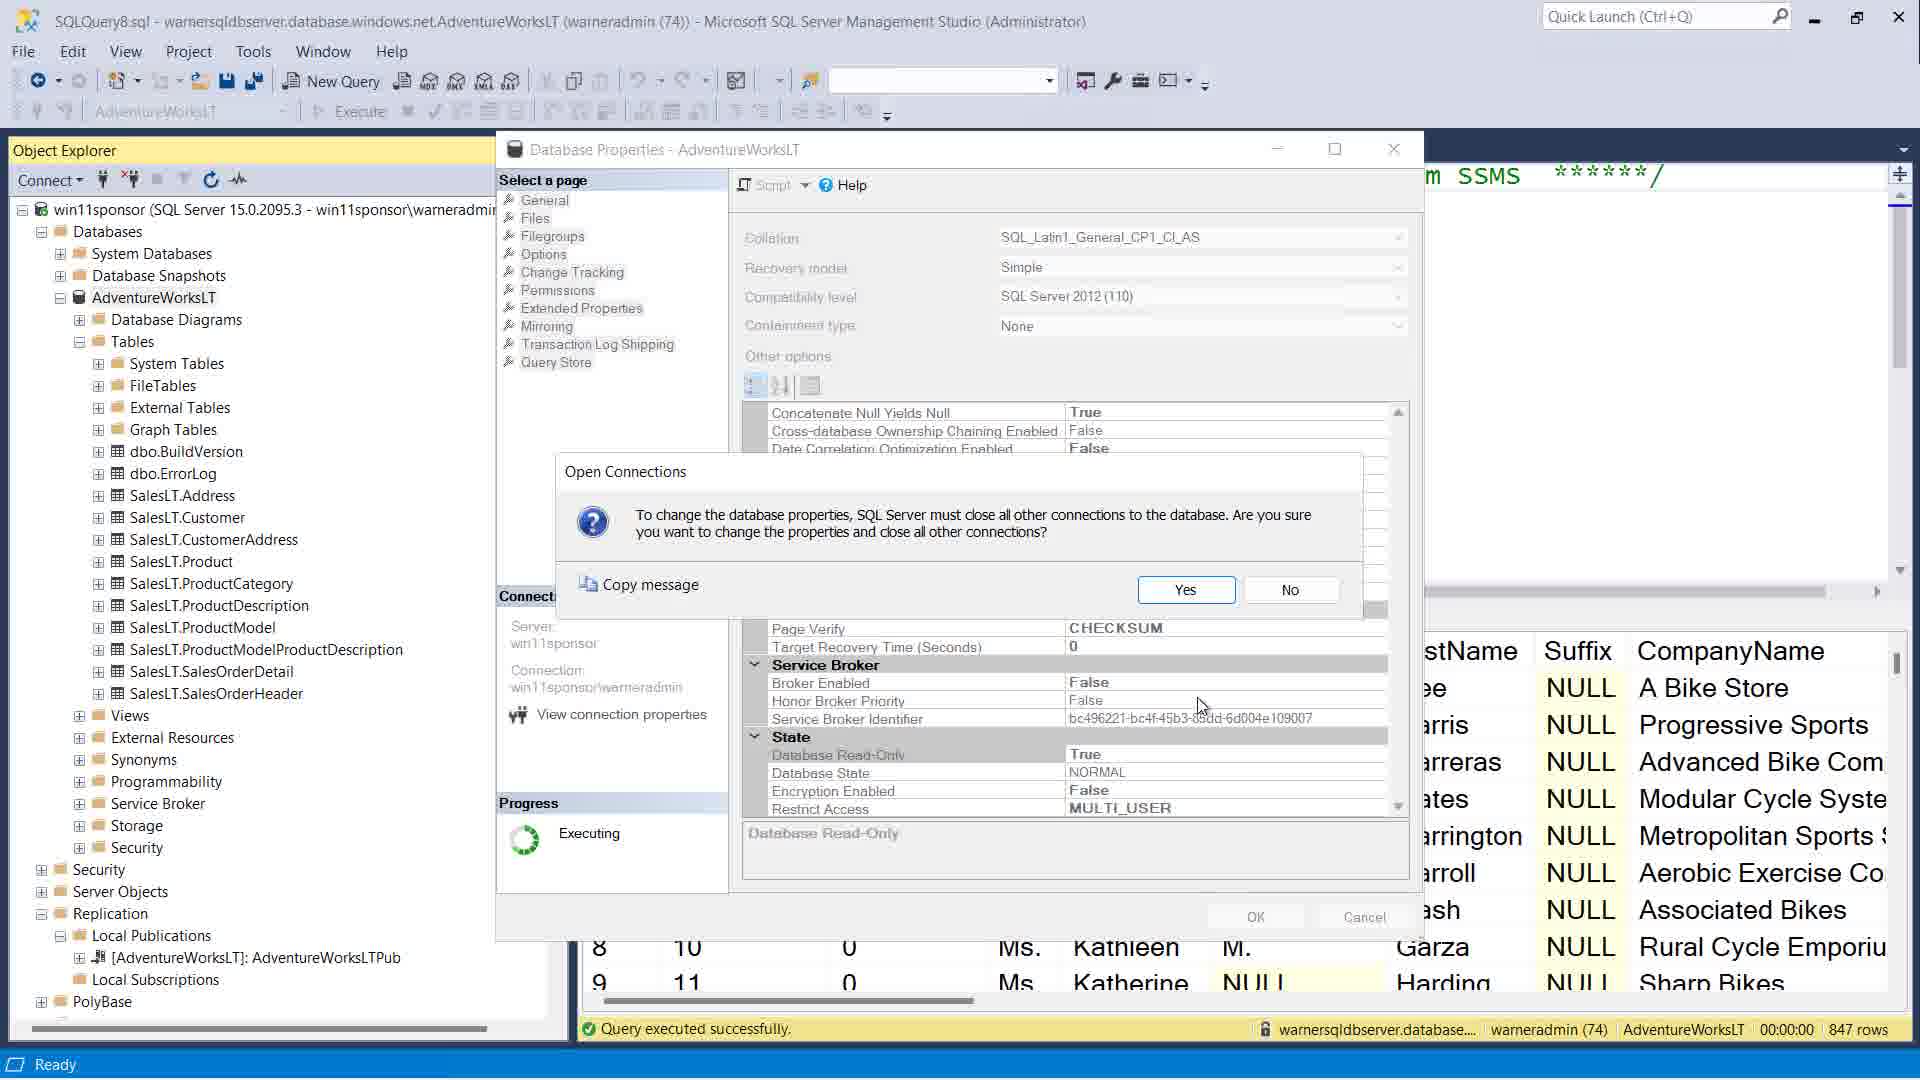 SQLQuery8.sql - warnersqldbserver.database.windows.net.AdventureWorksLT (warneradmin (74)) - Microsoft SQL Server Management Studio (Administrator)
Quick Launch (Ctrl+Q)
File Edit View Project Tools Window Help
New Query
MDX DMX XMLA DAX
AdventureWorksLT Execute
Object Explorer
Connect
win11sponsor (SQL Server 15.0.2095.3 - win11sponsor\warneradmin
Databases
System Databases
Database Snapshots
AdventureWorksLT
Database Diagrams
Tables
System Tables
FileTables
External Tables
Graph Tables
dbo.BuildVersion
dbo.ErrorLog
SalesLT.Address
SalesLT.Customer
SalesLT.CustomerAddress
SalesLT.Product
SalesLT.ProductCategory
SalesLT.ProductDescription
SalesLT.ProductModel
SalesLT.ProductModelProductDescription
SalesLT.SalesOrderDetail
SalesLT.SalesOrderHeader
Views
External Resources
Synonyms
Programmability
Service Broker
Storage
Security
Security
Server Objects
Replication
Local Publications
[AdventureWorksLT]: AdventureWorksLTPub
Local Subscriptions
PolyBase
Database Properties - AdventureWorksLT
Select a page
General
Files
Filegroups
Options
Change Tracking
Permissions
Extended Properties
Mirroring
Transaction Log Shipping
Query Store
Connect
Server:
win11sponsor
Connection:
win11sponsor\warneradmin
View connection properties
Progress
Executing
Script Help
Collation: SQL_Latin1_General_CP1_CI_AS
Recovery model: Simple
Compatibility level: SQL Server 2012 (110)
Containment type: None
Other options:
Concatenate Null Yields Null True
Cross-database Ownership Chaining Enabled False
Date Correlation Optimization Enabled False
Open Connections
To change the database properties, SQL Server must close all other connections to the database. Are you sure
you want to change the properties and close all other connections?
Copy message Yes No
Page Verify CHECKSUM
Target Recovery Time (Seconds) 0
Service Broker
Broker Enabled False
Honor Broker Priority False
Service Broker Identifier bc496221-bc4f-45b3-85dd-6d004e109007
State
Database Read-Only True
Database State NORMAL
Encryption Enabled False
Restrict Access MULTI_USER
Database Read-Only
OK Cancel
m SSMS ******/
stName Suffix CompanyName
ee NULL A Bike Store
arris NULL Progressive Sports
arreras NULL Advanced Bike Com
ates NULL Modular Cycle Syste
arrington NULL Metropolitan Sports S
arroll NULL Aerobic Exercise Co
ash NULL Associated Bikes
8 10 0 Ms. Kathleen M. Garza NULL Rural Cycle Emporiu
9 11 0 Ms. Katherine NULL Harding NULL Sharp Bikes
Query executed successfully. warnersqldbserver.database.... warneradmin (74) AdventureWorksLT 00:00:00 847 rows
Ready